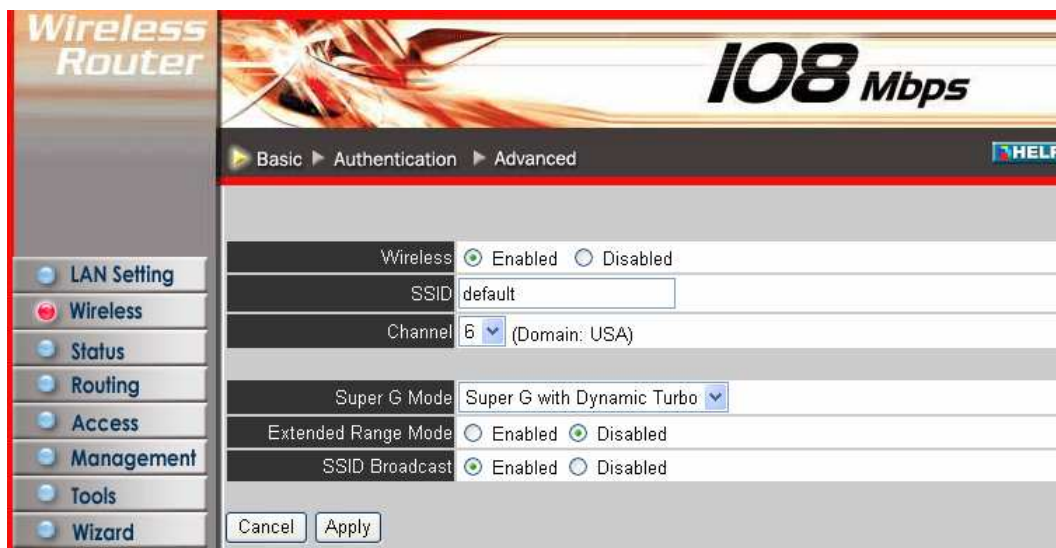 Wireless
Router
108 Mbps
Basic Authentication Advanced
HELP
LAN Setting
Wireless
Status
Routing
Access
Management
Tools
Wizard
Wireless Enabled Disabled
SSID default
Channel 6 (Domain: USA)
Super G Mode Super G with Dynamic Turbo
Extended Range Mode Enabled Disabled
SSID Broadcast Enabled Disabled
Cancel Apply